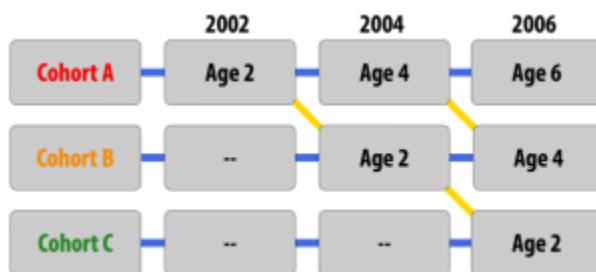 2002 2004 2006
Cohort A Age 2 Age 4 Age 6
Cohort B -- Age 2 Age 4
Cohort C -- -- Age 2